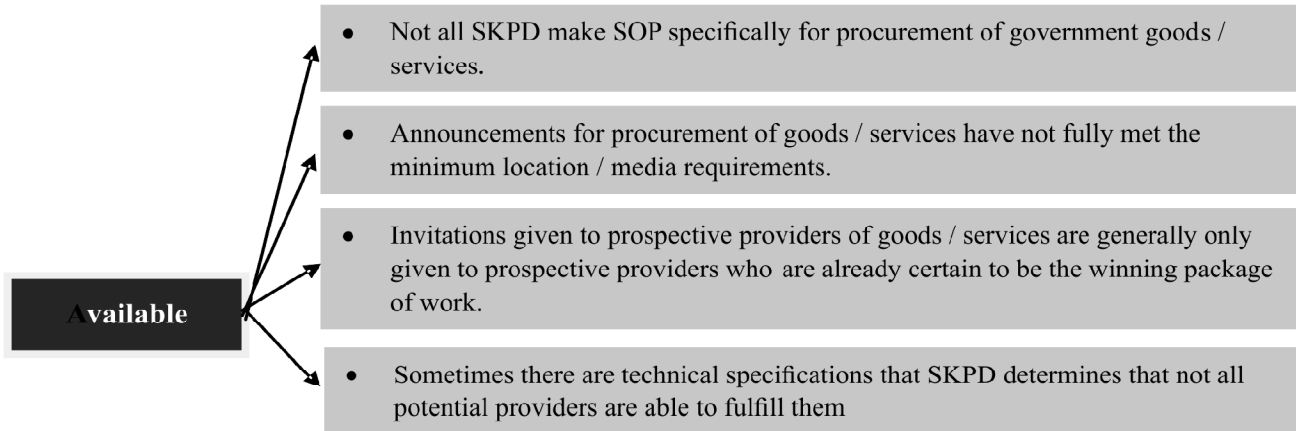 • Not all SKPD make SOP specifically for procurement of government goods /
services.
• Announcements for procurement of goods / services have not fully met the
minimum location / media requirements.
• Invitations given to prospective providers of goods / services are generally only
given to prospective providers who are already certain to be the winning package
of work.
Available
• Sometimes there are technical specifications that SKPD determines that not all
potential providers are able to fulfill them